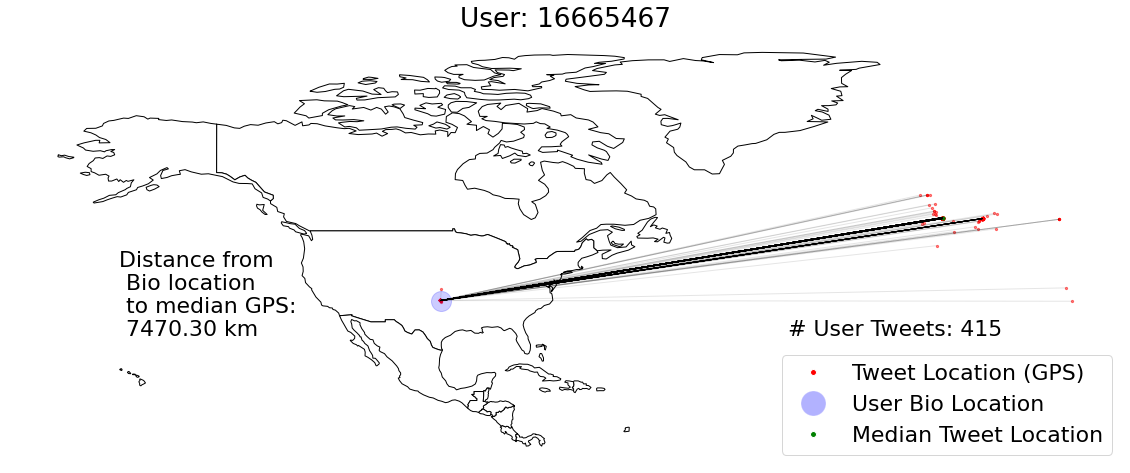 User: 16665467
Distance from
Bio location
to median GPS:
7470.30 km
# User Tweets: 415
Tweet Location (GPS)
User Bio Location
Median Tweet Location